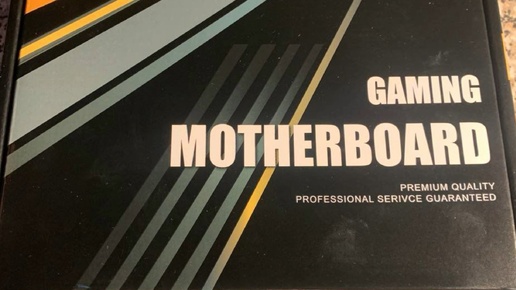 GAMING
MOTHERBOARD
PREMIUM QUALITY
PROFESSIONAL SERIVCE GUARANTEED